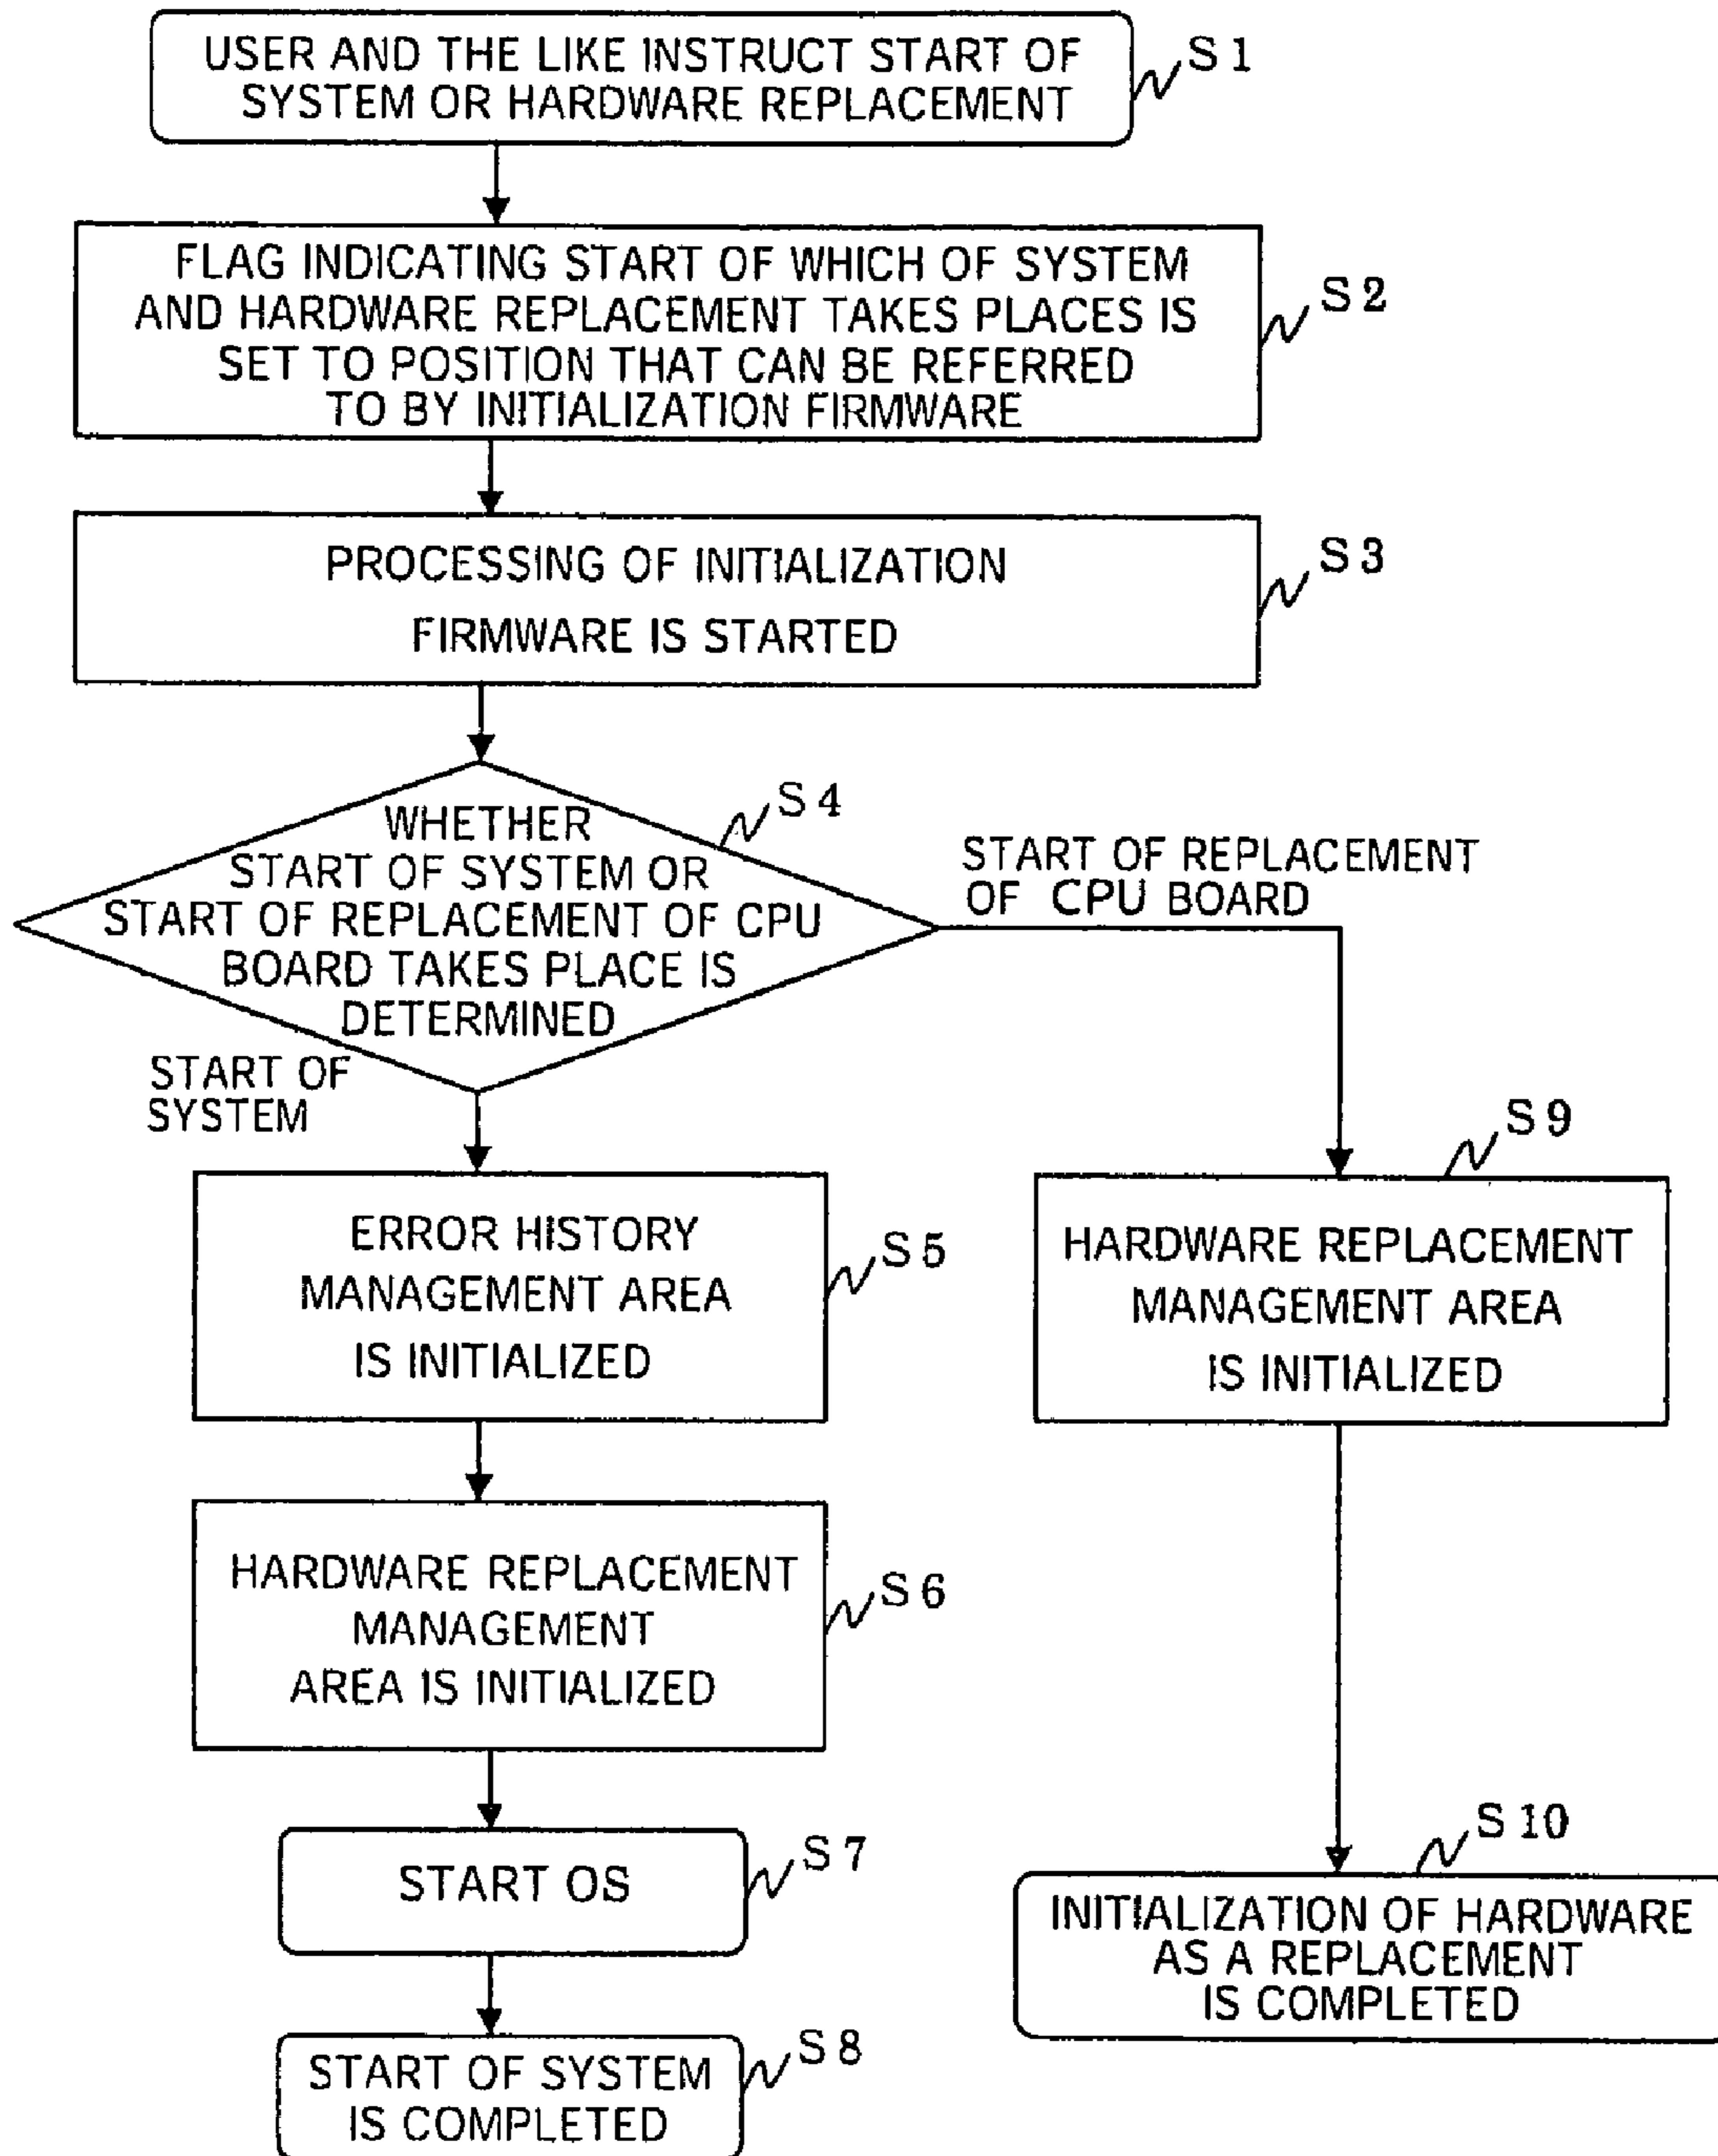 USER AND THE LIKE INSTRUCT START OF
SYSTEM OR HARDWARE REPLACEMENT
S1
FLAG INDICATING START OF WHICH OF SYSTEM
AND HARDWARE REPLACEMENT TAKES PLACES IS
SET TO POSITION THAT CAN BE REFERRED
TO BY INITIALIZATION FIRMWARE
S2
PROCESSING OF INITIALIZATION
FIRMWARE IS STARTED
S3
WHETHER
START OF SYSTEM OR
START OF REPLACEMENT OF CPU
BOARD TAKES PLACE IS
DETERMINED
S4
START OF REPLACEMENT
OF CPU BOARD
START OF
SYSTEM
ERROR HISTORY
MANAGEMENT AREA
IS INITIALIZED
S5
HARDWARE REPLACEMENT
MANAGEMENT AREA
IS INITIALIZED
S9
HARDWARE REPLACEMENT
MANAGEMENT
AREA IS INITIALIZED
S6
START OS
S7
INITIALIZATION OF HARDWARE
AS A REPLACEMENT
IS COMPLETED
S10
START OF SYSTEM
IS COMPLETED
S8